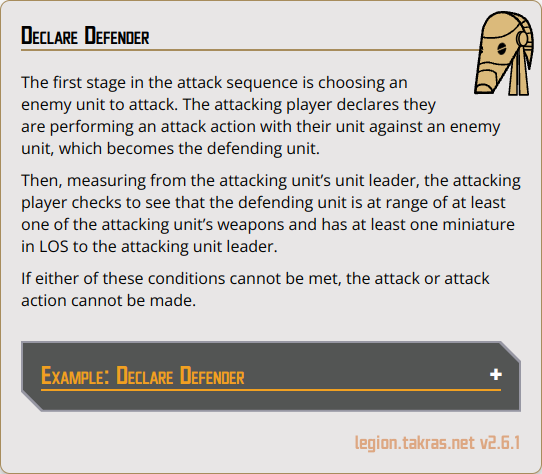 Declare Defender
The first stage in the attack sequence is choosing an
enemy unit to attack. The attacking player declares they
are performing an attack action with their unit against an enemy
unit, which becomes the defending unit.
Then, measuring from the attacking unit’s unit leader, the attacking
player checks to see that the defending unit is at range of at least
one of the attacking unit’s weapons and has at least one miniature
in LOS to the attacking unit leader.
If either of these conditions cannot be met, the attack or attack
action cannot be made.
Example: Declare Defender +
legion.takras.net v2.6.1